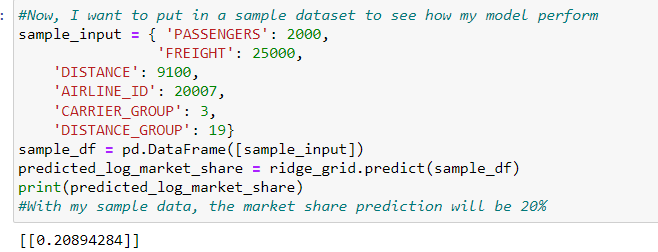 :
#Now, I want to put in a sample dataset to see how my model perform
sample_input = { 'PASSENGERS': 2000,
'FREIGHT': 25000,
'DISTANCE': 9100,
'AIRLINE_ID': 20007,
'CARRIER_GROUP': 3,
'DISTANCE_GROUP': 19}
sample_df = pd.DataFrame([sample_input])
predicted_log_market_share = ridge_grid.predict(sample_df)
print(predicted_log_market_share)
#With my sample data, the market share prediction will be 20%
[[0.20894284]]